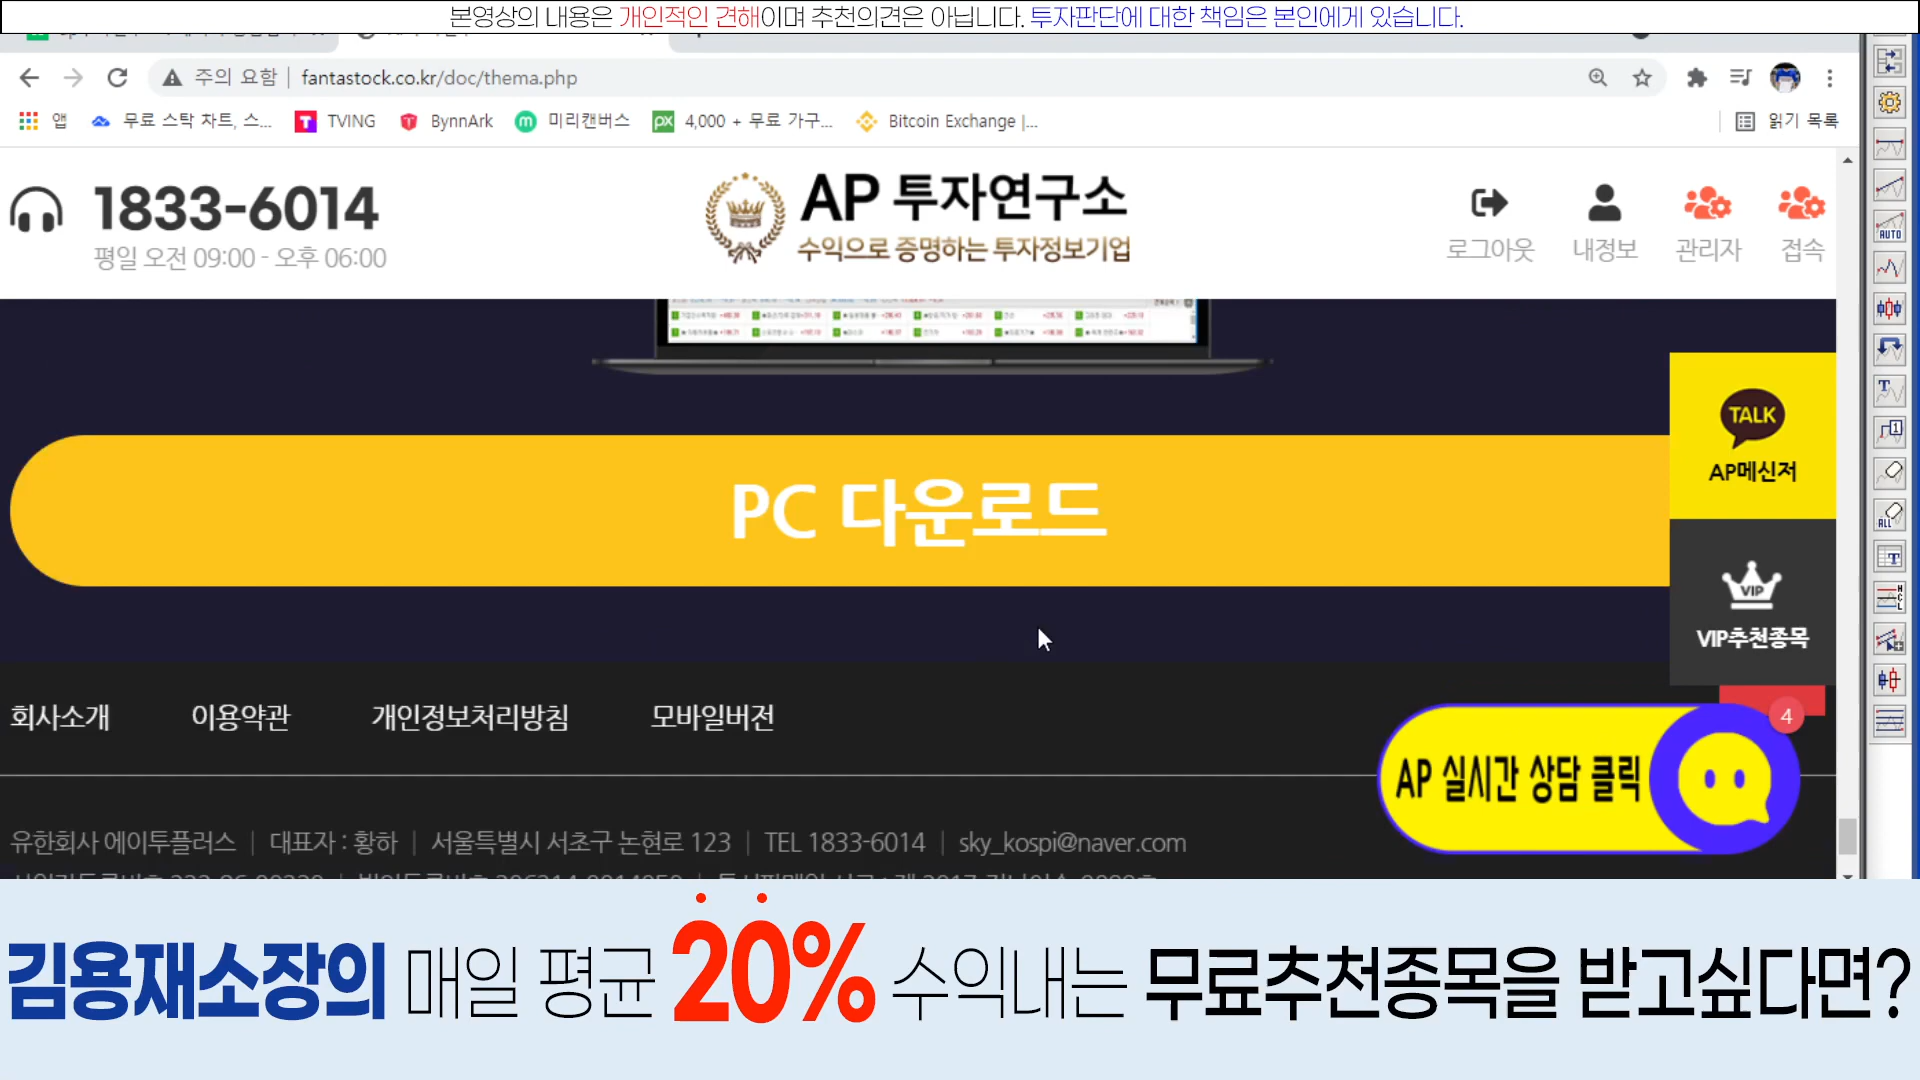 본영상의 내용은 개인적인 견해이며 추천의견은 아닙니다. 투자판단에 대한 책임은 본인에게 있습니다.
주의 요함 | fantastock.co.kr/doc/thema.php
앱 무료 스탁 차트, 스... TVING BynnArk 미리캔버스 4,000 + 무료 가구... Bitcoin Exchange |... 읽기 목록
1833-6014
평일 오전 09:00 - 오후 06:00
AP 투자연구소
수익으로 증명하는 투자정보기업
로그아웃 내정보 관리자 접속
TALK
AP메신저
PC 다운로드
VIP
VIP추천종목
회사소개 이용약관 개인정보처리방침 모바일버전
4
AP 실시간 상담 클릭
유한회사 에이투플러스 | 대표자 : 황하 | 서울특별시 서초구 논현로 123 | TEL 1833-6014 | sky_kospi@naver.com
김용재소장의 매일 평균 20% 수익내는 무료추천종목을 받고싶다면?
AUTO
T
1
ALL
T
H
C
L